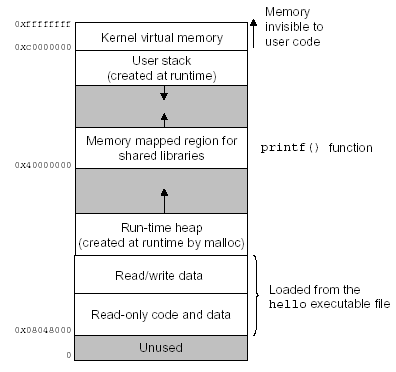 0xffffffff
Kernel virtual memory
Memory
invisible to
user code
0xc0000000
User stack
(created at runtime)
Memory mapped region for
shared libraries
printf() function
0x40000000
Run-time heap
(created at runtime by malloc)
Read/write data
Read-only code and data
Loaded from the
hello executable file
0x08048000
Unused
0